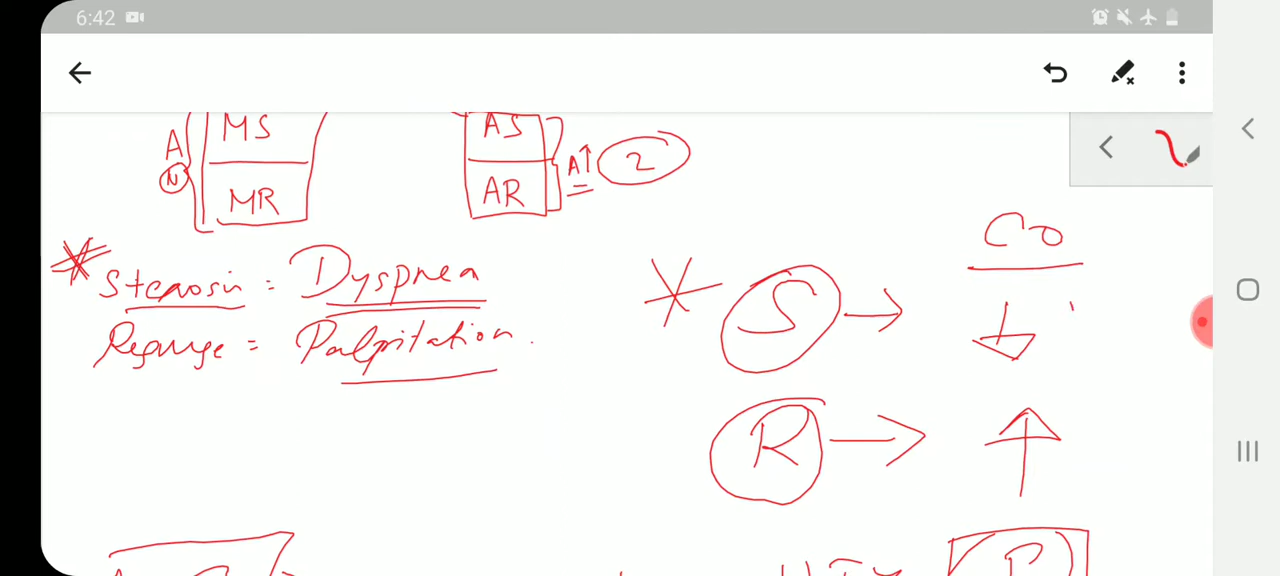 6:42
MS AS
A A↑ 2
N MR AR
CO
Stenosis = Dyspnea S → ↓
Regurge = Palpitation. R → ↑